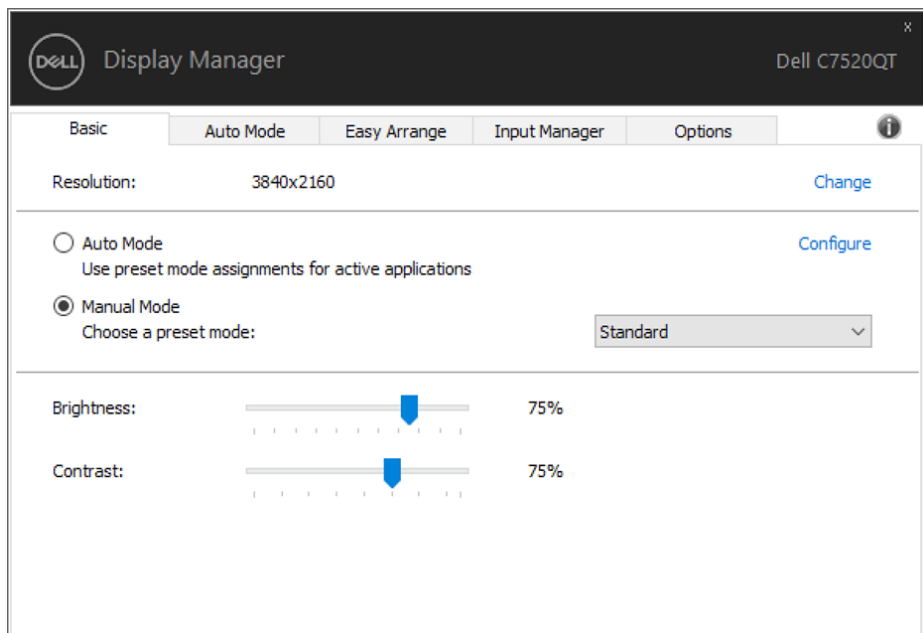 x
DELL Display Manager Dell C7520QT
Basic Auto Mode Easy Arrange Input Manager Options i
Resolution: 3840x2160 Change
Auto Mode Configure
Use preset mode assignments for active applications
Manual Mode
Choose a preset mode: Standard
Brightness: 75%
Contrast: 75%